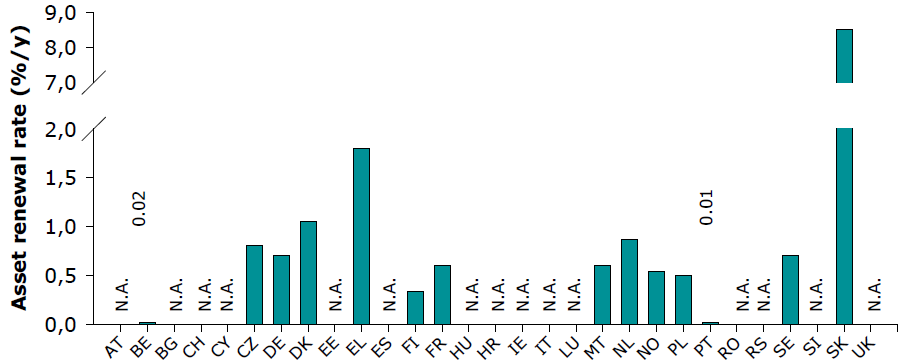 Asset renewal rate (%/y)
9,0
8,0
7,0
2,0
1,5
1,0
0,5
0,0
N.A.
0.02
N.A.
N.A.
N.A.
N.A.
N.A.
N.A.
N.A.
N.A.
N.A.
N.A.
0.01
N.A.
N.A.
N.A.
N.A.
AT
BE
BG
CH
CY
CZ
DE
DK
EE
EL
ES
FI
FR
HU
HR
IE
IT
LU
MT
NL
NO
PL
PT
RO
RS
SE
SI
SK
UK